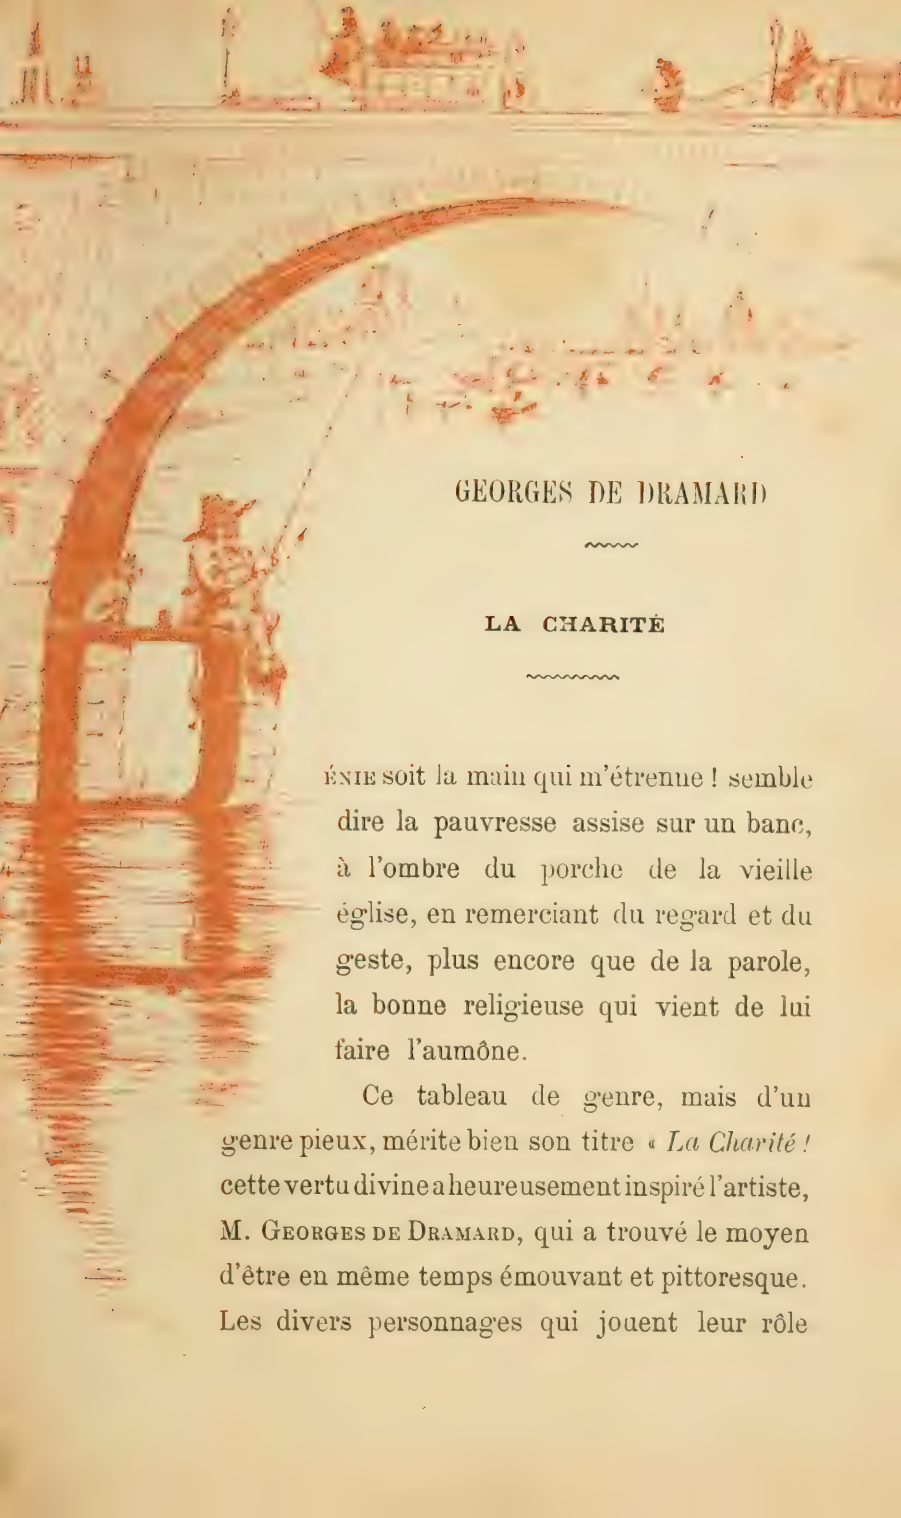 GEORGES DE DRAMARD
LA CHARITÉ
ÉNIE soit la main qui m'étrenne ! semble
dire la pauvresse assise sur un banc,
à l'ombre du porche de la vieille
église, en remerciant du regard et du
geste, plus encore que de la parole,
la bonne religieuse qui vient de lui
faire l'aumône.
Ce tableau de genre, mais d'un
genre pieux, mérite bien son titre « La Charité !
cette vertu divine a heureusement inspiré l'artiste,
M. GEORGES DE DRAMARD, qui a trouvé le moyen
d'être en même temps émouvant et pittoresque.
Les divers personnages qui jouent leur rôle